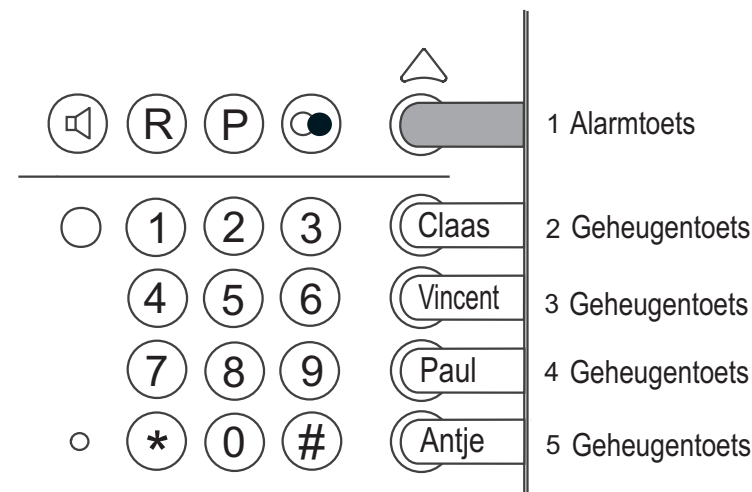 R P 1 Alarmtoets
1 2 3 Claas 2 Geheugentoets
4 5 6 Vincent 3 Geheugentoets
7 8 9 Paul 4 Geheugentoets
* 0 # Antje 5 Geheugentoets